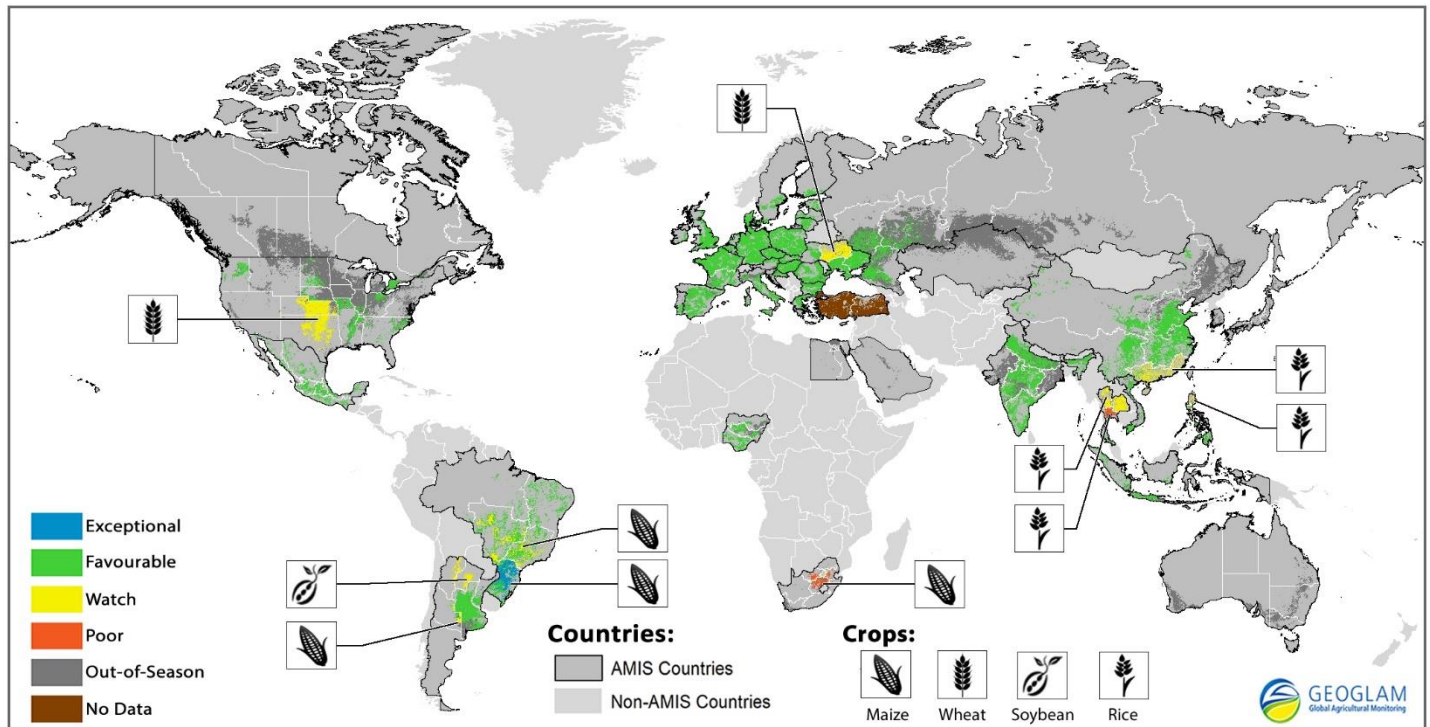 Exceptional
Favourable
Watch
Poor
Out-of-Season
No Data
Countries:
AMIS Countries
Non-AMIS Countries
Crops:
Maize
Wheat
Soybean
Rice
GEOGLAM
Global Agricultural Monitoring